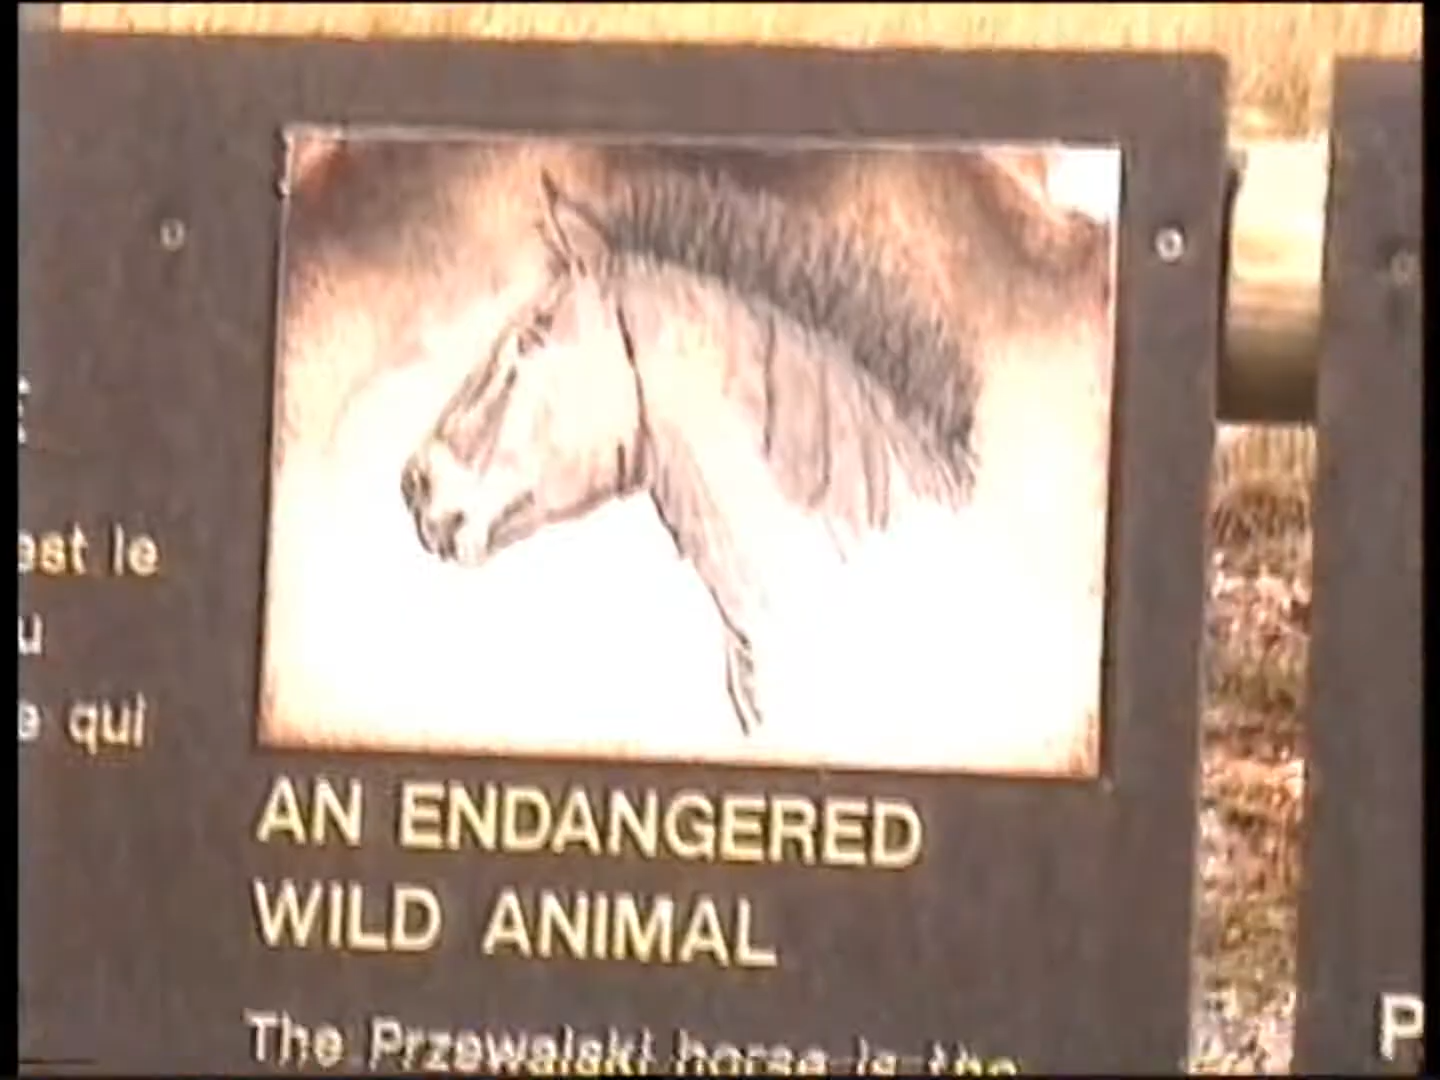 est le
qui
AN ENDANGERED
WILD ANIMAL
The Przewalski horse is the
P